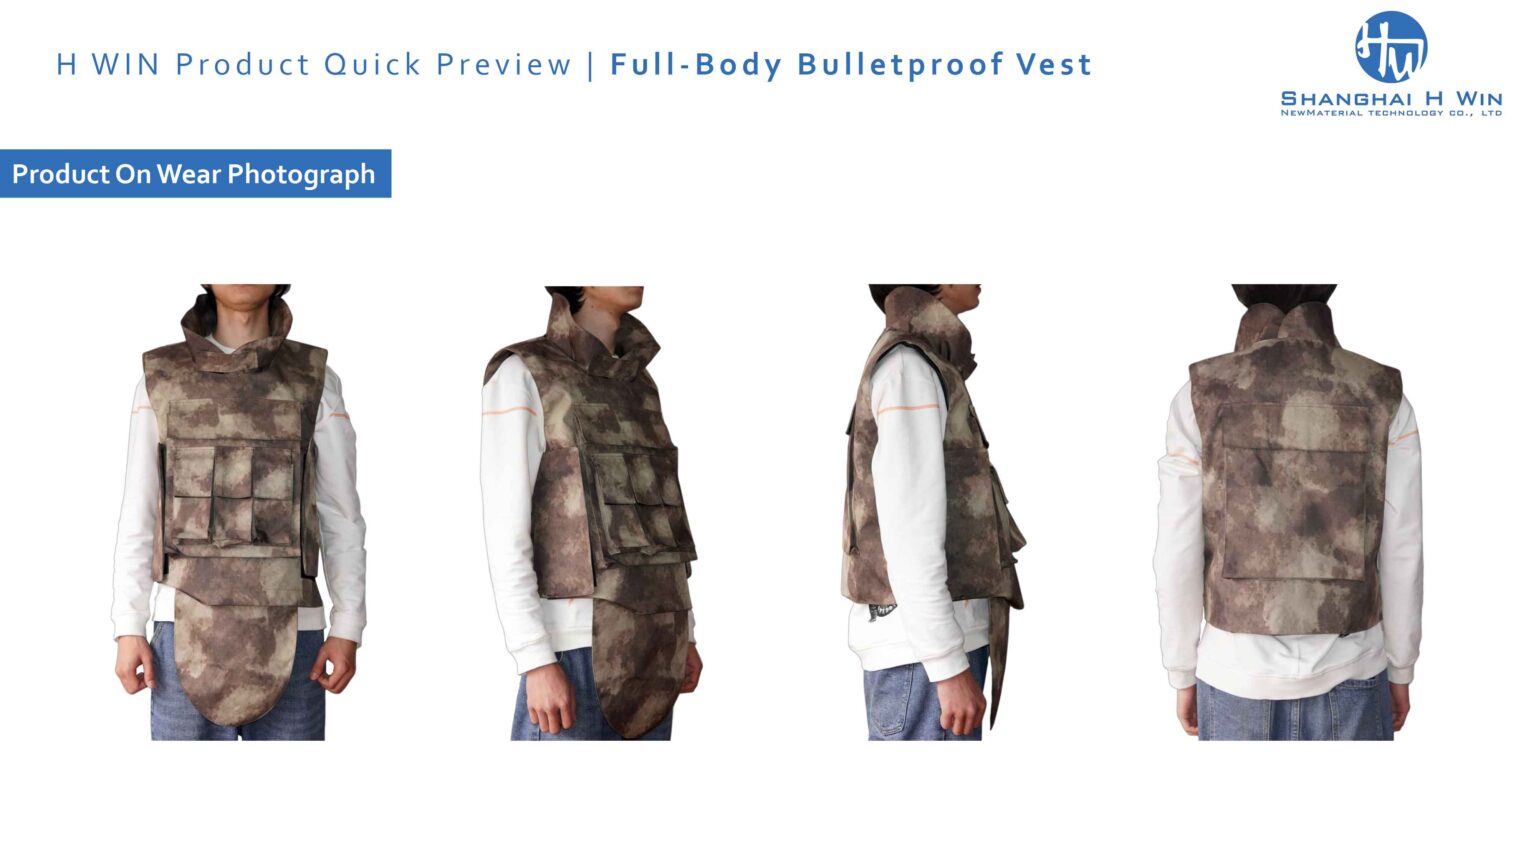 H WIN Product Quick Preview | Full-Body Bulletproof Vest
SHANGHAI H WIN
NEWMATERIAL TECHNOLOGY CO., LTD
Product On Wear Photograph